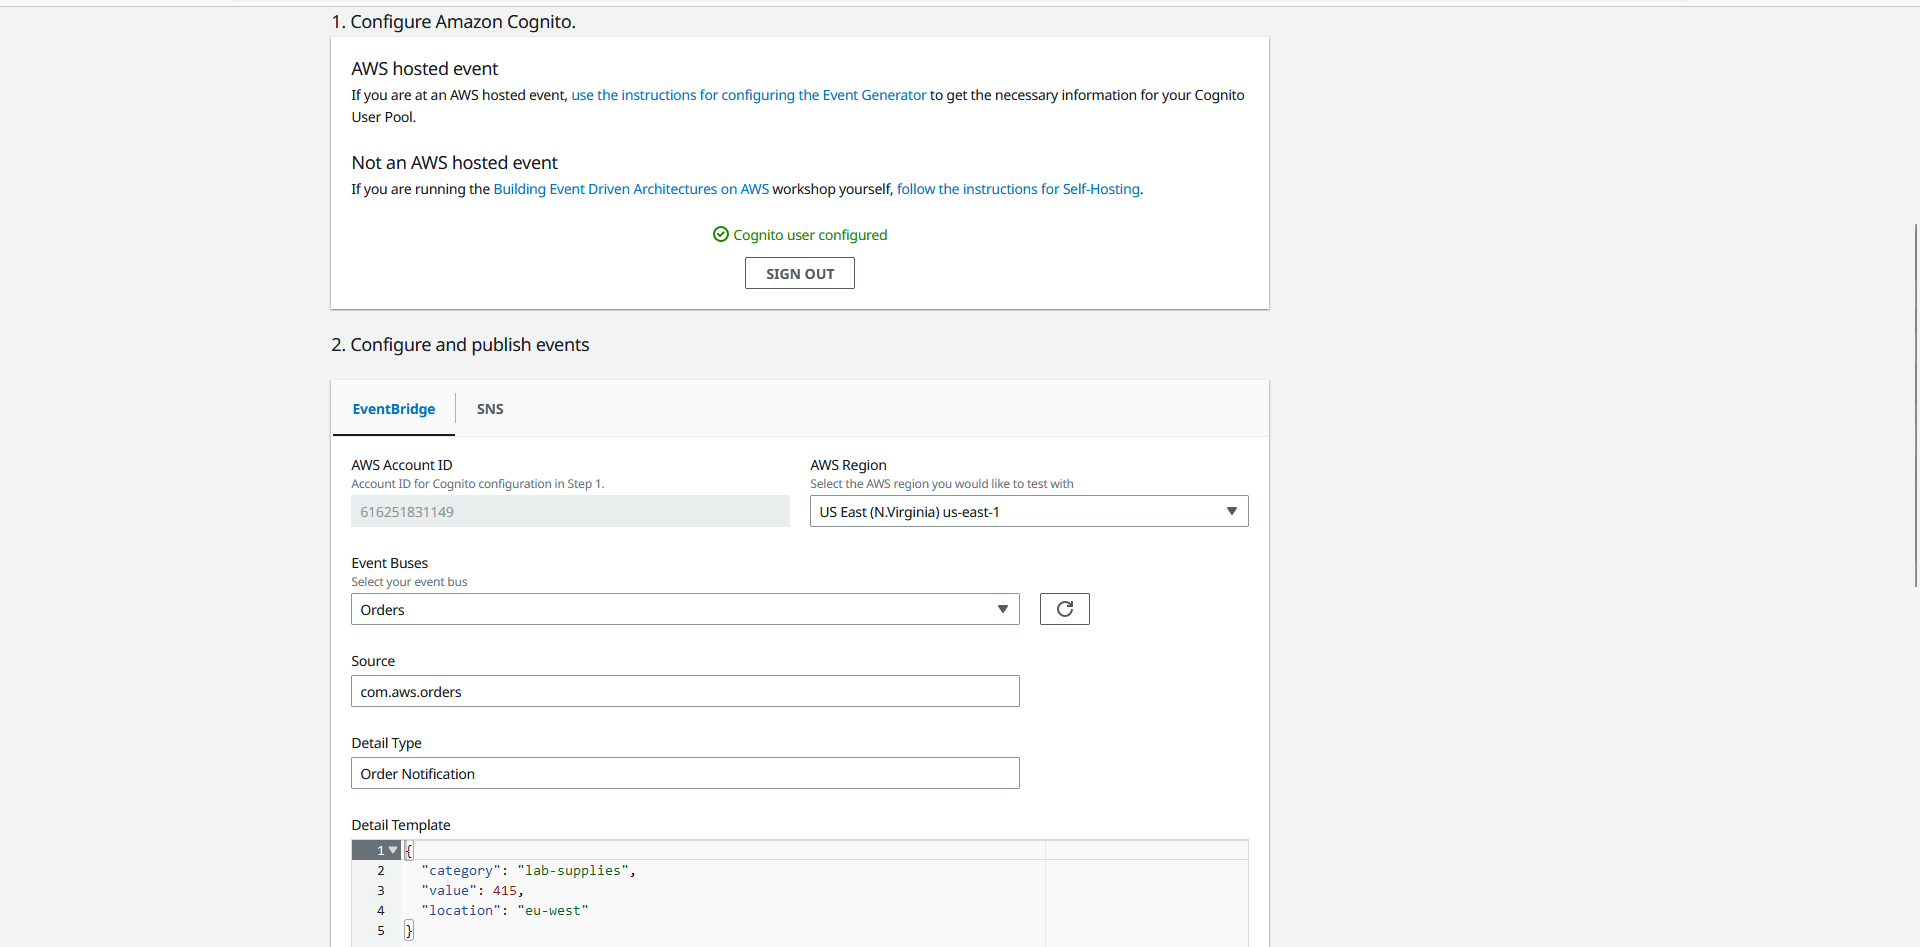 1. Configure Amazon Cognito.
AWS hosted event
If you are at an AWS hosted event, use the instructions for configuring the Event Generator to get the necessary information for your Cognito
User Pool.
Not an AWS hosted event
If you are running the Building Event Driven Architectures on AWS workshop yourself, follow the instructions for Self-Hosting.
Cognito user configured
SIGN OUT
2. Configure and publish events
EventBridge SNS
AWS Account ID AWS Region
Account ID for Cognito configuration in Step 1. Select the AWS region you would like to test with
616251831149 US East (N.Virginia) us-east-1
Event Buses
Select your event bus
Orders
Source
com.aws.orders
Detail Type
Order Notification
Detail Template
1 {
2 "category": "lab-supplies",
3 "value": 415,
4 "location": "eu-west"
5 }